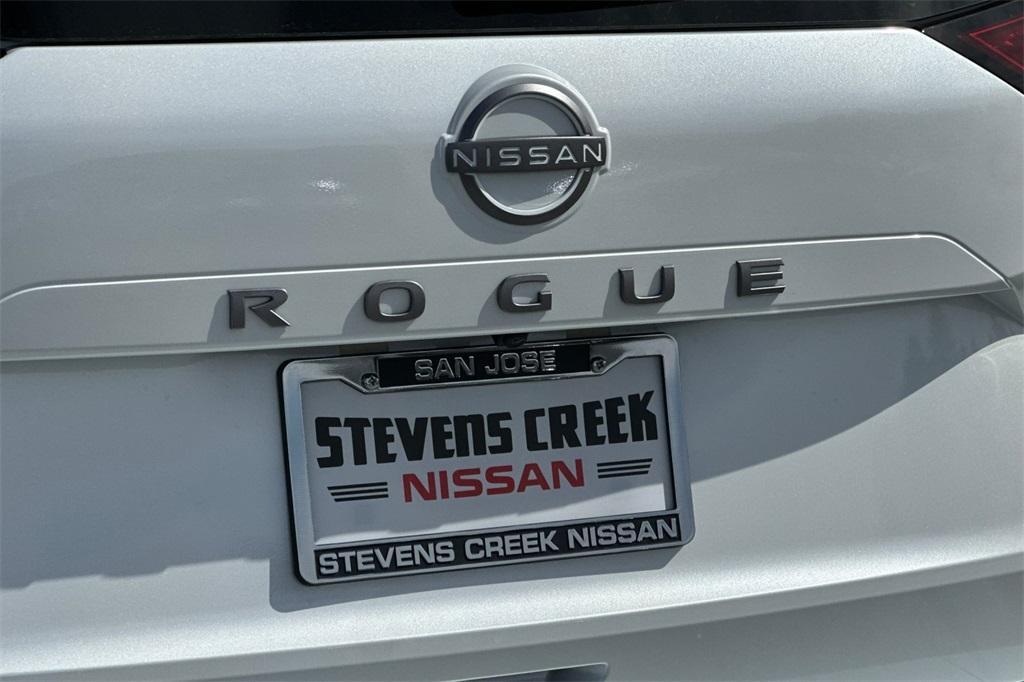 NISSAN
ROGUE
SAN JOSE
STEVENS CREEK
NISSAN
STEVENS CREEK NISSAN